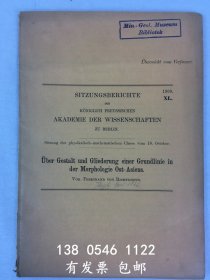 Min.-Geol. Museum
Bibliotek
Überreicht vom Verfasser.
SITZUNGSBERICHTE
1900.
XL.
DER
KÖNIGLICH PREUSSISCHEN
AKADEMIE DER WISSENSCHAFTEN
ZU BERLIN.
Sitzung der physikalisch-mathematischen Classe vom 18. October.
Über Gestalt und Gliederung einer Grundlinie in
der Morphologie Ost-Asiens.
Von Ferdinand von Richthofen.
138 0546 1122
有发票 包邮